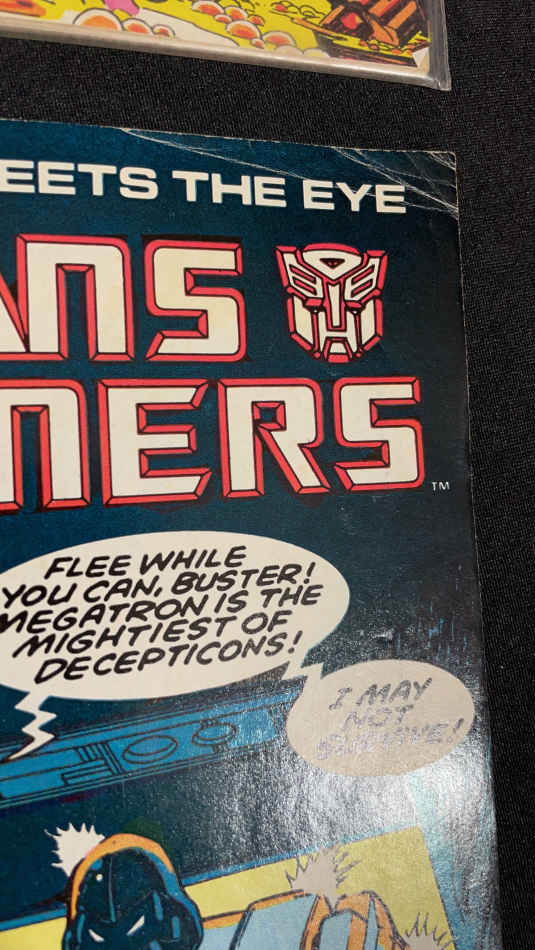 EETS THE EYE
ANS
MERS
TM
FLEE WHILE
YOU CAN, BUSTER!
MEGATRON IS THE
MIGHTIEST OF
DECEPTICONS!
I MAY
NOT
SURVIVE!